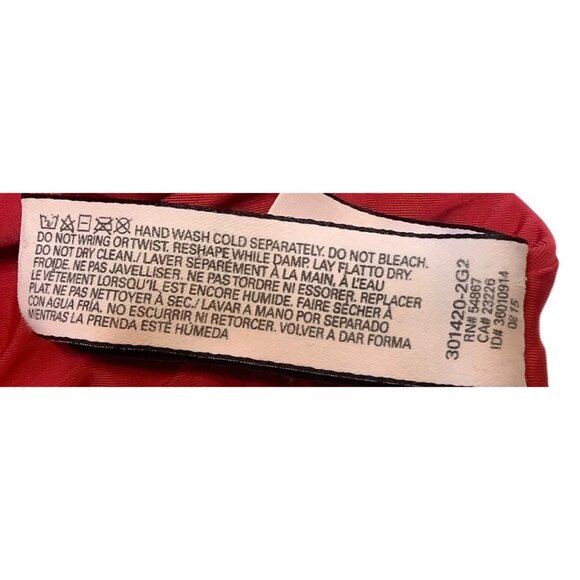 HAND WASH COLD SEPARATELY. DO NOT BLEACH.
DO NOT WRING OR TWIST. RESHAPE WHILE DAMP. LAY FLAT TO DRY.
DO NOT DRY CLEAN./ LAVER SÉPARÉMENT À LA MAIN, À L'EAU
FROIDE. NE PAS JAVELLISER. NE PAS TORDRE NI ESSORER. REPLACER
LE VÊTEMENT LORSQU'IL EST ENCORE HUMIDE. FAIRE SÉCHER À
PLAT. NE PAS NETTOYER À SEC./ LAVAR A MANO POR SEPARADO
CON AGUA FRÍA. NO ESCURRIR NI RETORCER. VOLVER A DAR FORMA
MIENTRAS LA PRENDA ESTÉ HÚMEDA
301420-2G2
RN# 54867
CA# 23226
ID# 36010914
08 15